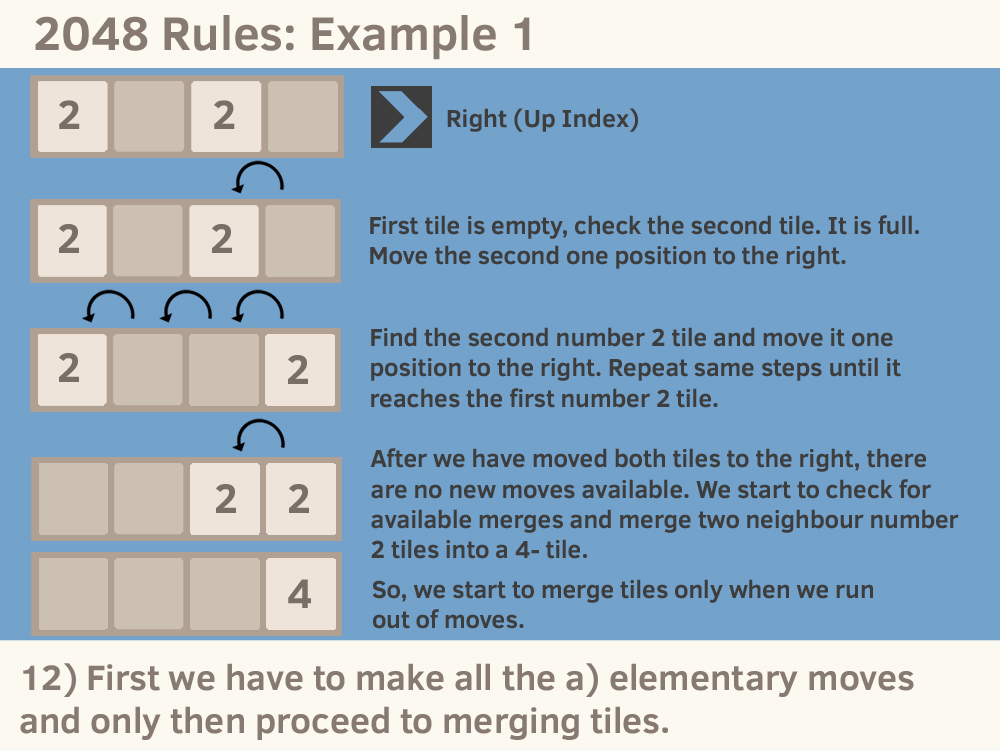 2048 Rules: Example 1
2 2
Right (Up Index)
2 2
First tile is empty, check the second tile. It is full.
Move the second one position to the right.
2 2
Find the second number 2 tile and move it one
position to the right. Repeat same steps until it
reaches the first number 2 tile.
2 2
After we have moved both tiles to the right, there
are no new moves available. We start to check for
available merges and merge two neighbour number
2 tiles into a 4- tile.
4
So, we start to merge tiles only when we run
out of moves.
12) First we have to make all the a) elementary moves
and only then proceed to merging tiles.